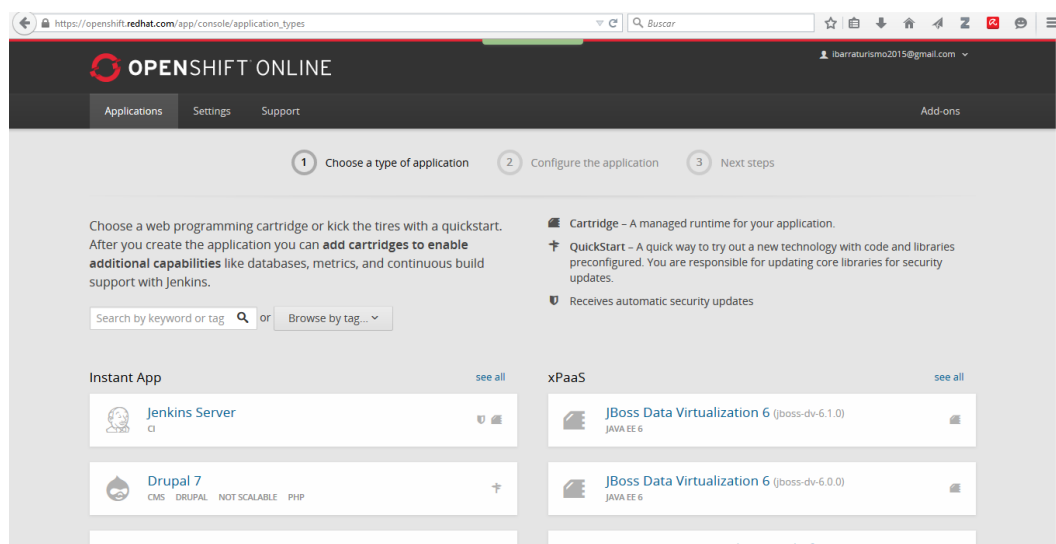 https://openshift.redhat.com/app/console/application_types
Buscar
OPENSHIFT ONLINE
ibarraturismo2015@gmail.com
Applications
Settings
Support
Add-ons
1 Choose a type of application
2 Configure the application
3 Next steps
Choose a web programming cartridge or kick the tires with a quickstart.
After you create the application you can add cartridges to enable
additional capabilities like databases, metrics, and continuous build
support with Jenkins.
Search by keyword or tag
or
Browse by tag...
Cartridge – A managed runtime for your application.
QuickStart – A quick way to try out a new technology with code and libraries
preconfigured. You are responsible for updating core libraries for security
updates.
Receives automatic security updates
Instant App
see all
Jenkins Server
CI
Drupal 7
CMS DRUPAL NOT SCALABLE PHP
xPaaS
see all
JBoss Data Virtualization 6 (jboss-dv-6.1.0)
JAVA EE 6
JBoss Data Virtualization 6 (jboss-dv-6.0.0)
JAVA EE 6